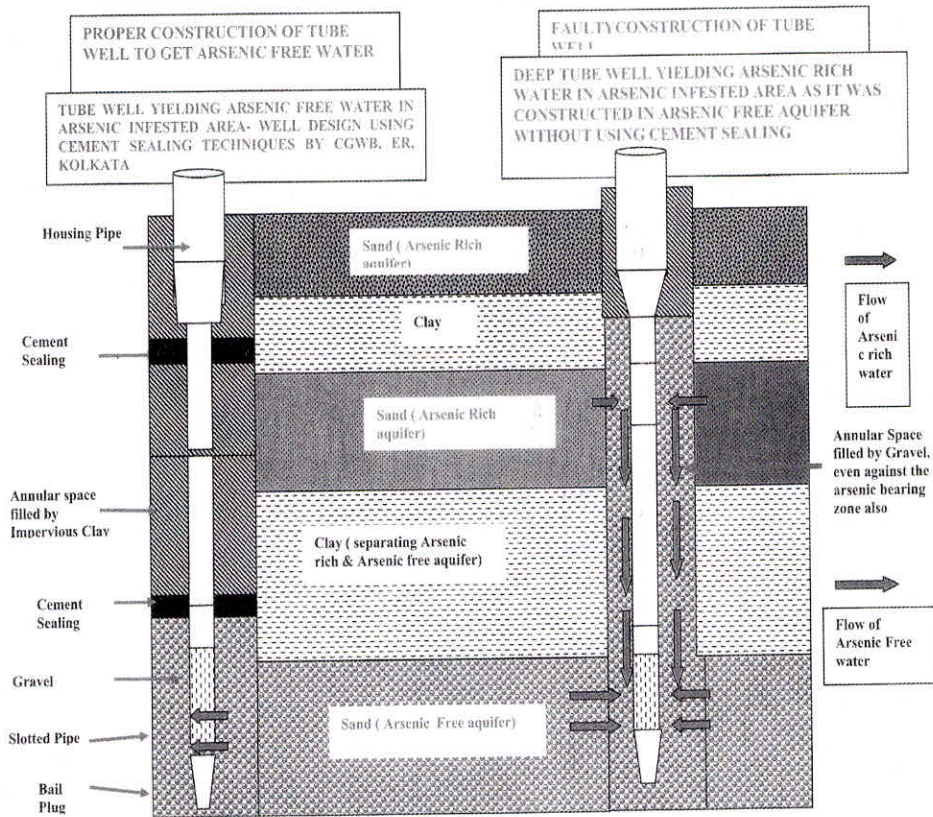 PROPER CONSTRUCTION OF TUBE
WELL TO GET ARSENIC FREE WATER
TUBE WELL YIELDING ARSENIC FREE WATER IN
ARSENIC INFESTED AREA- WELL DESIGN USING
CEMENT SEALING TECHNIQUES BY CGWB, ER,
KOLKATA
FAULTYCONSTRUCTION OF TUBE
WELL
DEEP TUBE WELL YIELDING ARSENIC RICH
WATER IN ARSENIC INFESTED AREA AS IT WAS
CONSTRUCTED IN ARSENIC FREE AQUIFER
WITHOUT USING CEMENT SEALING
Housing Pipe
Cement
Sealing
Annular space
filled by
Impervious Clay
Cement
Sealing
Gravel
Slotted Pipe
Bail
Plug
Sand ( Arsenic Rich
aquifer)
Clay
Sand ( Arsenic Rich
aquifer)
Clay ( separating Arsenic
rich & Arsenic free aquifer)
Sand ( Arsenic Free aquifer)
Flow
of
Arseni
c rich
water
Annular Space
filled by Gravel,
even against the
arsenic bearing
zone also
Flow of
Arsenic Free
water